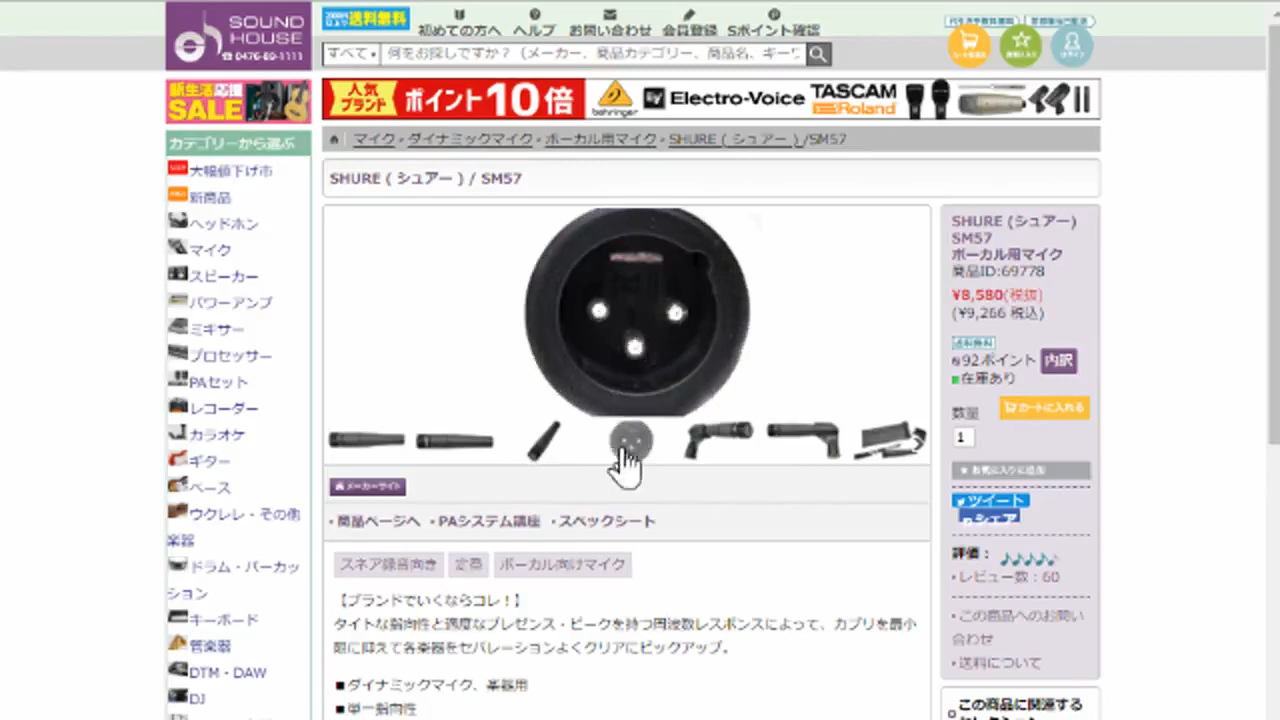 SOUND HOUSE
☎ 0476-89-1111
送料無料
初めての方へ ヘルプ お問い合わせ 会員登録 Sポイント確認
すべて 何をお探しですか?(メーカー、商品カテゴリー、商品名、キーワ
新生活応援
SALE
人気ブランド ポイント10倍 behringer Electro-Voice TASCAM Roland
カテゴリーから選ぶ
マイク・ダイナミックマイク・ボーカル用マイク・SHURE ( シュアー ) /SM57
大幅値下げ市
新商品
ヘッドホン
マイク
スピーカー
パワーアンプ
ミキサー
プロセッサー
PAセット
レコーダー
カラオケ
ギター
ベース
ウクレレ・その他
楽器
ドラム・パーカッ
ション
キーボード
管楽器
DTM・DAW
DJ
SHURE ( シュアー ) / SM57
メーカーサイト
・商品ページへ ・PAシステム講座 ・スペックシート
スネア録音向き 定番 ボーカル向けマイク
【ブランドでいくならコレ!】
タイトな指向性と適度なプレゼンス・ピークを持つ周波数レスポンスによって、カブリを最小
限に抑えて各楽器をセパレーションよくクリアにピックアップ。
■ダイナミックマイク、楽器用
■単一指向性
SHURE (シュアー)
SM57
ボーカル用マイク
商品ID:69778
¥8,580(税抜)
(¥9,266 税込)
送料無料
92ポイント 内訳
在庫あり
数量 カートに入れる
1
★ お気に入りに追加
ツイート
シェア
評価:
・レビュー数:60
・この商品へのお問い
合わせ
・送料について
この商品に関連する